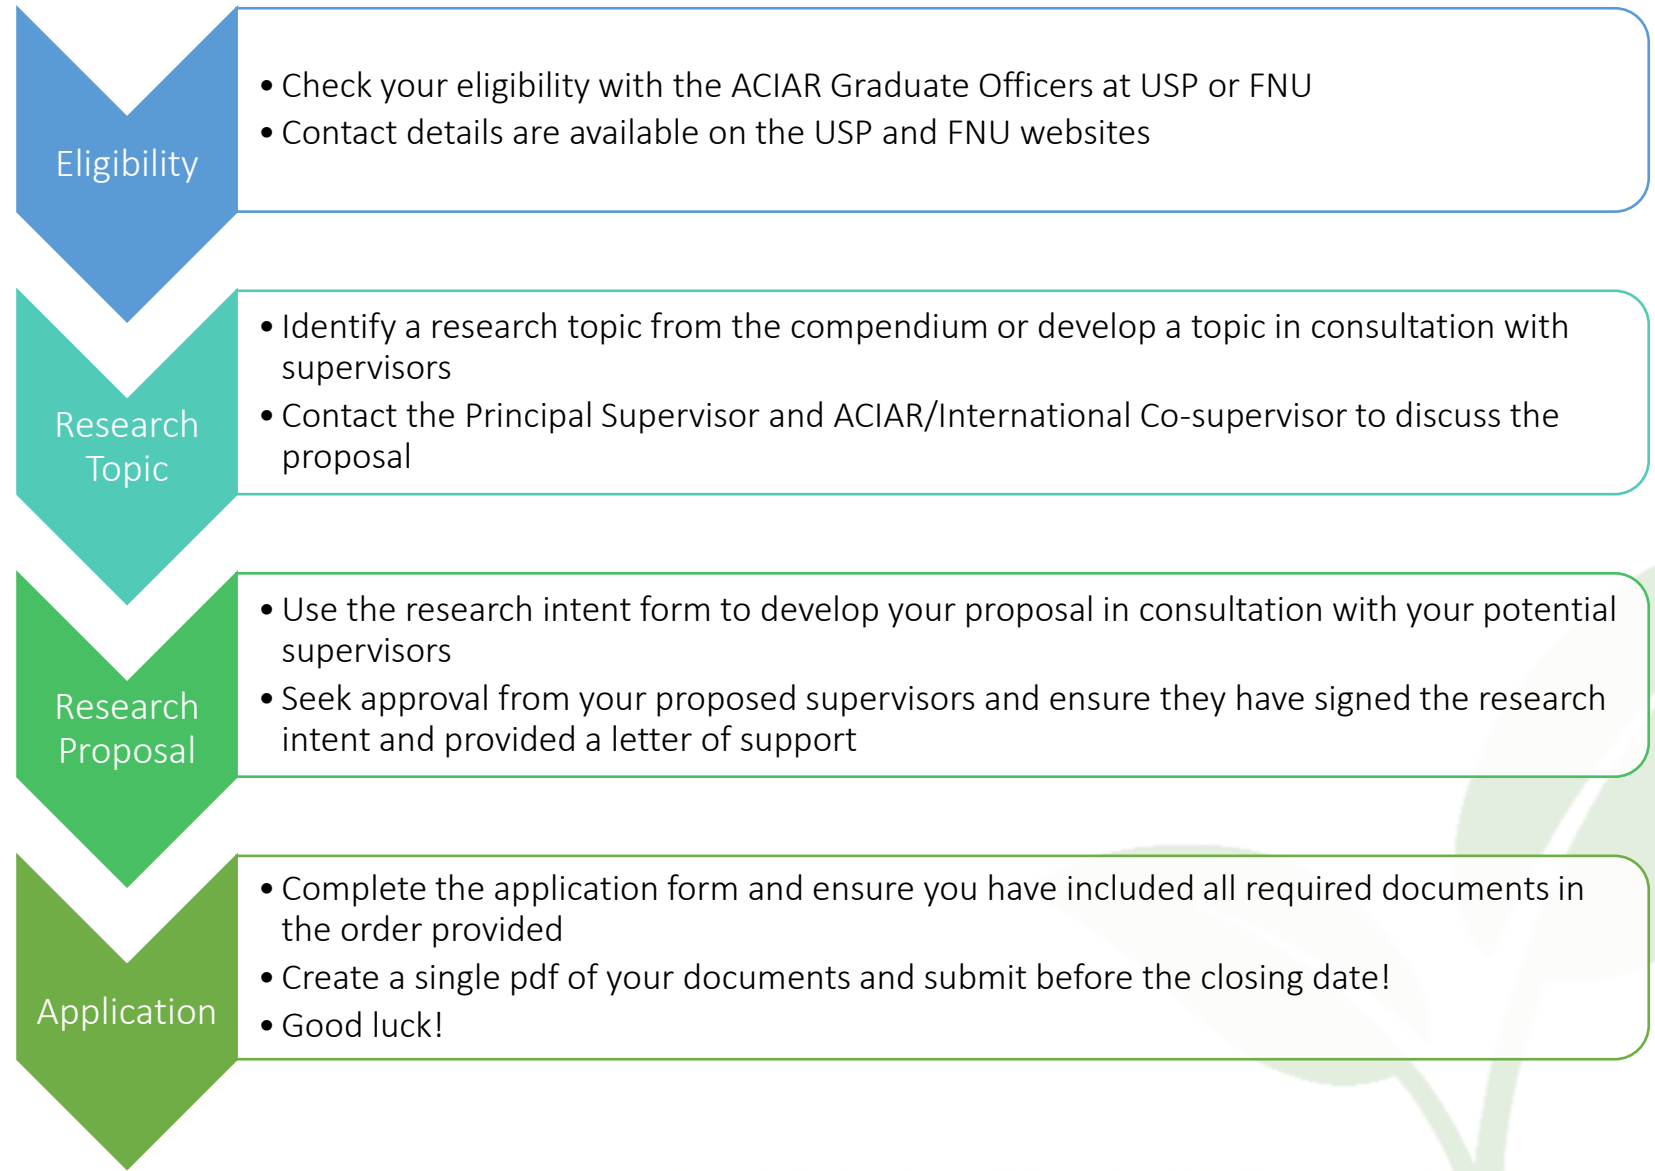 Eligibility
• Check your eligibility with the ACIAR Graduate Officers at USP or FNU
• Contact details are available on the USP and FNU websites
Research
Topic
• Identify a research topic from the compendium or develop a topic in consultation with
supervisors
• Contact the Principal Supervisor and ACIAR/International Co-supervisor to discuss the
proposal
Research
Proposal
• Use the research intent form to develop your proposal in consultation with your potential
supervisors
• Seek approval from your proposed supervisors and ensure they have signed the research
intent and provided a letter of support
Application
• Complete the application form and ensure you have included all required documents in
the order provided
• Create a single pdf of your documents and submit before the closing date!
• Good luck!